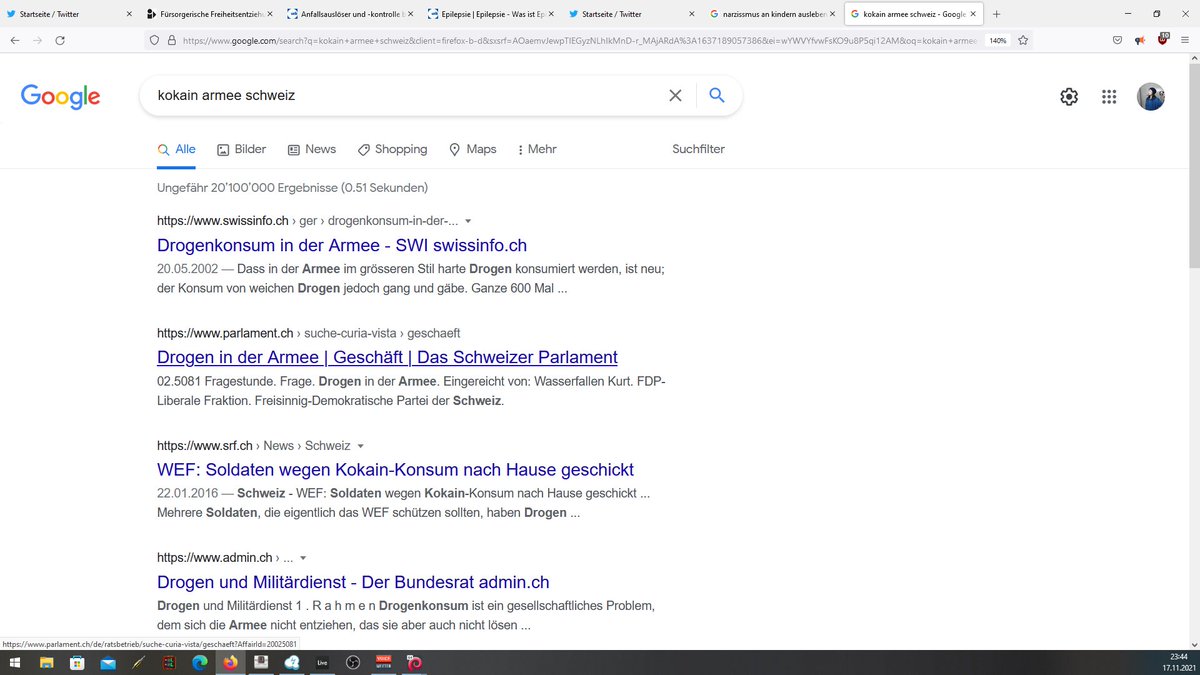 Startseite / Twitter
Fürsorgerische Freiheitsentzieh
Anfallsauslöser und -kontrolle b
Epilepsie | Epilepsie - Was ist Ep
Startseite / Twitter
narzissmus an kindern ausleben
kokain armee schweiz - Google
https://www.google.com/search?q=kokain+armee+schweiz&client=firefox-b-d&sxsrf=
140%
Google
kokain armee schweiz
Alle
Bilder
News
Shopping
Maps
Mehr
Suchfilter
Ungefähr 20'100'000 Ergebnisse (0.51 Sekunden)
https://www.swissinfo.ch › ger › drogenkonsum-in-der-...
Drogenkonsum in der Armee - SWI swissinfo.ch
20.05.2002 — Dass in der Armee im grösseren Stil harte Drogen konsumiert werden, ist neu;
der Konsum von weichen Drogen jedoch gang und gäbe. Ganze 600 Mal ...
https://www.parlament.ch › suche-curia-vista › geschaeft
Drogen in der Armee | Geschäft | Das Schweizer Parlament
02.5081 Fragestunde. Frage. Drogen in der Armee. Eingereicht von: Wasserfallen Kurt. FDP-
Liberale Fraktion. Freisinnig-Demokratische Partei der Schweiz.
https://www.srf.ch › News › Schweiz
WEF: Soldaten wegen Kokain-Konsum nach Hause geschickt
22.01.2016 — Schweiz - WEF: Soldaten wegen Kokain-Konsum nach Hause geschickt ...
Mehrere Soldaten, die eigentlich das WEF schützen sollten, haben Drogen ...
https://www.admin.ch › ...
Drogen und Militärdienst - Der Bundesrat admin.ch
Drogen und Militärdienst 1 . R a h m e n Drogenkonsum ist ein gesellschaftliches Problem,
dem sich die Armee nicht entziehen, das sie aber auch nicht lösen ...
https://www.parlament.ch/de/ratsbetrieb/suche-curia-vista/geschaeft?AffairId=20025081
Live
23:44
17.11.2021